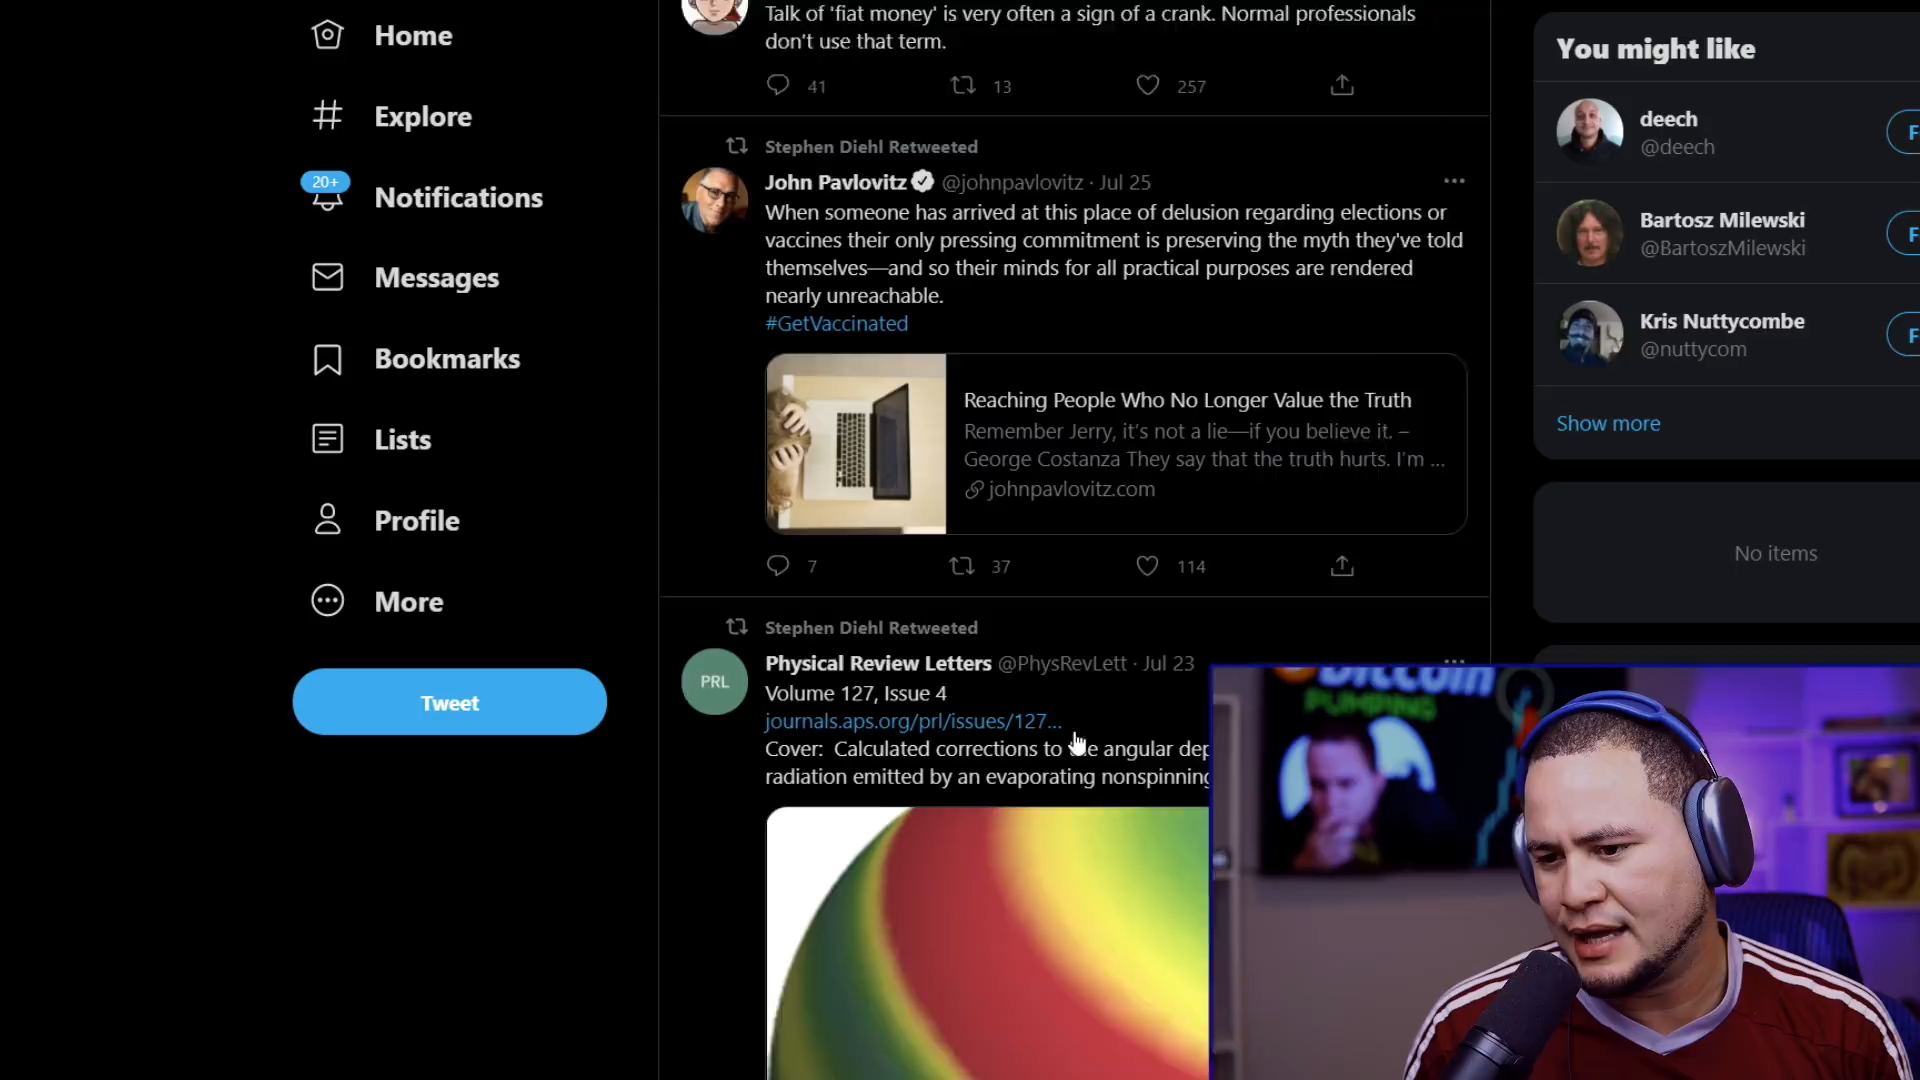 Home
Explore
20+
Notifications
Messages
Bookmarks
Lists
Profile
More
Tweet
Talk of 'fiat money' is very often a sign of a crank. Normal professionals
don't use that term.
41 13 257
Stephen Diehl Retweeted
John Pavlovitz @johnpavlovitz · Jul 25
When someone has arrived at this place of delusion regarding elections or
vaccines their only pressing commitment is preserving the myth they've told
themselves—and so their minds for all practical purposes are rendered
nearly unreachable.
#GetVaccinated
Reaching People Who No Longer Value the Truth
Remember Jerry, it's not a lie—if you believe it. –
George Costanza They say that the truth hurts. I'm ...
johnpavlovitz.com
7 37 114
Stephen Diehl Retweeted
PRL
Physical Review Letters @PhysRevLett · Jul 23
Volume 127, Issue 4
journals.aps.org/prl/issues/127...
Cover: Calculated corrections to the angular dep
radiation emitted by an evaporating nonspinning
You might like
deech
@deech
F
Bartosz Milewski
@BartoszMilewski
F
Kris Nuttycombe
@nuttycom
F
Show more
No items
Bitcoin
PUMPING